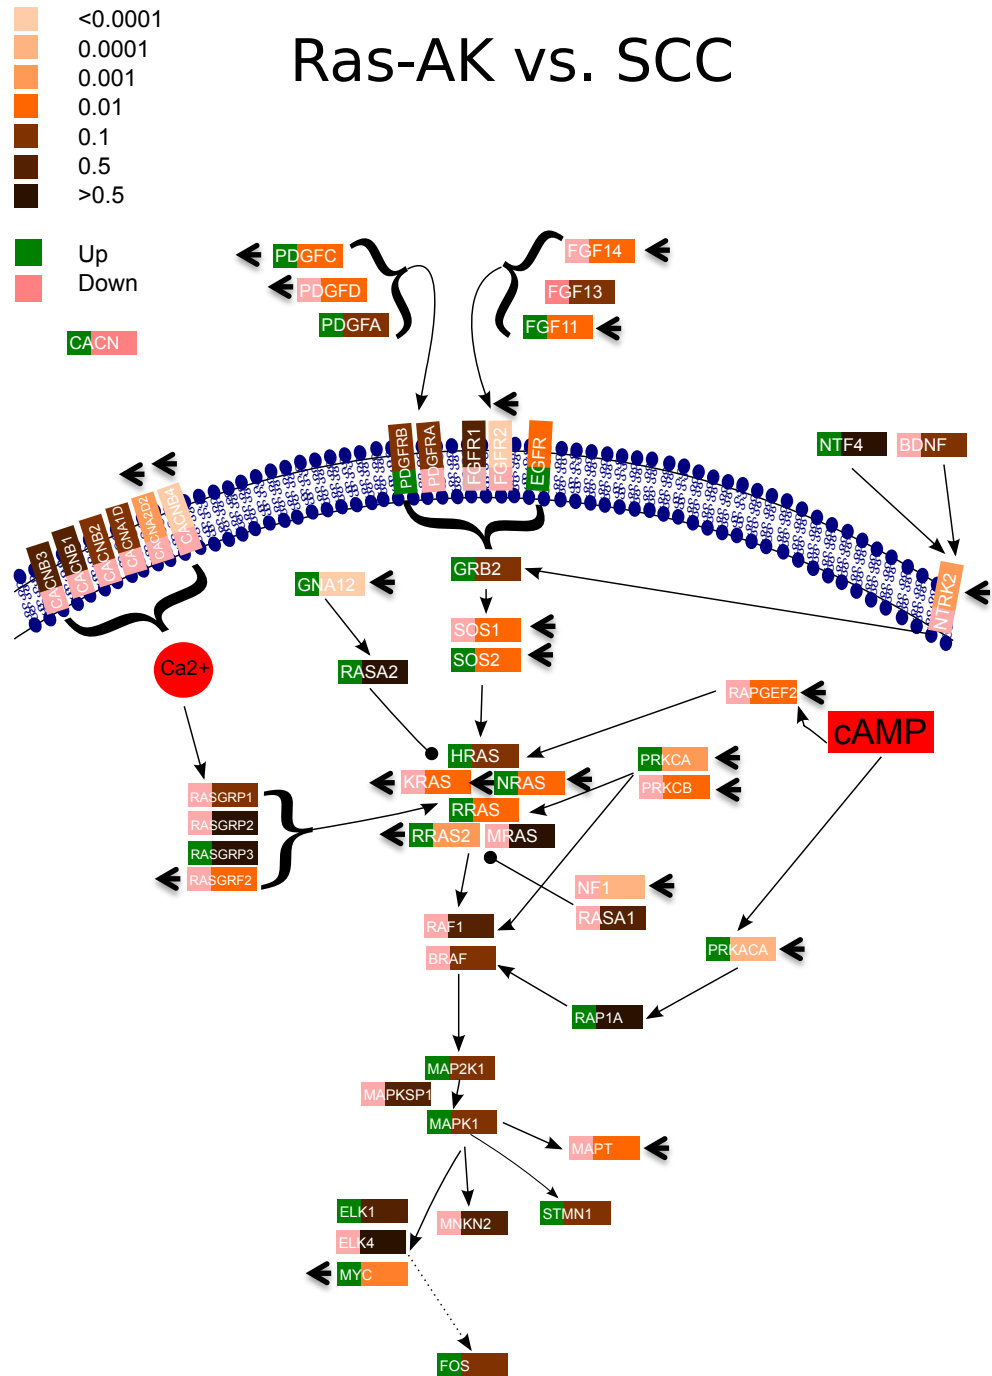 <0.0001
0.0001
0.001
0.01
0.1
0.5
>0.5
Ras-AK vs. SCC
Up
Down
CACN
PDGFC
PDGFD
PDGFA
FGF14
FGF13
FGF11
PDGFRB
PDGFRA
FGFR1
FGFR2
EGFR
NTF4
BDNF
CACNB3
CACNB1
CACNB2
CACNA1D
CACNA2D2
CACNB4
NTRK2
GRB2
GNA12
SOS1
SOS2
RASA2
Ca2+
RAPGEF2
cAMP
HRAS
KRAS
NRAS
RRAS
RRAS2
MRAS
PRKCA
PRKCB
RASGRP1
RASGRP2
RASGRP3
RASGRF2
NF1
RASA1
RAF1
BRAF
PRKACA
RAP1A
MAP2K1
MAPKSP1
MAPK1
MAPT
ELK1
ELK4
MYC
MNKN2
STMN1
FOS